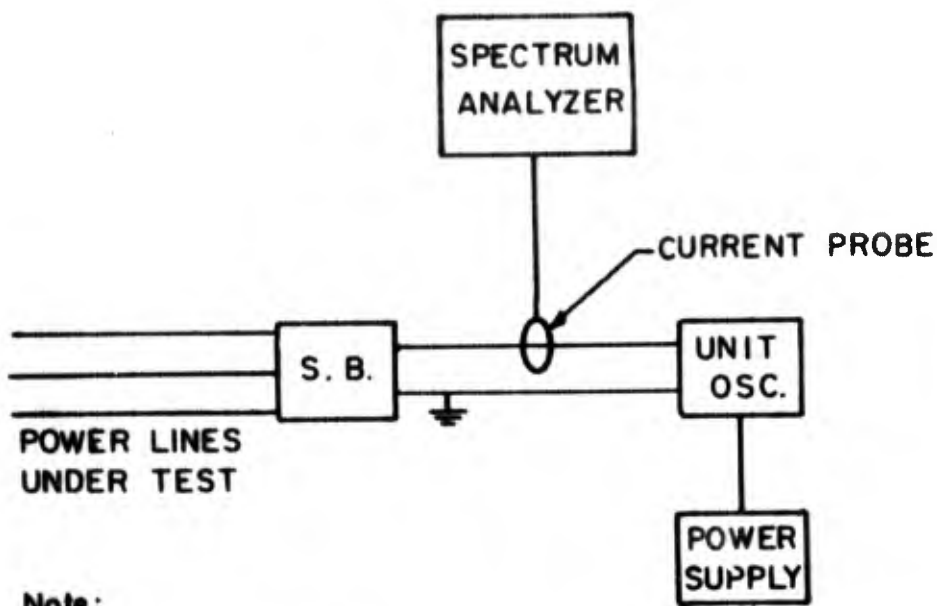 SPECTRUM
ANALYZER
CURRENT PROBE
S. B.
UNIT
OSC.
POWER LINES
UNDER TEST
POWER
SUPPLY
Note: